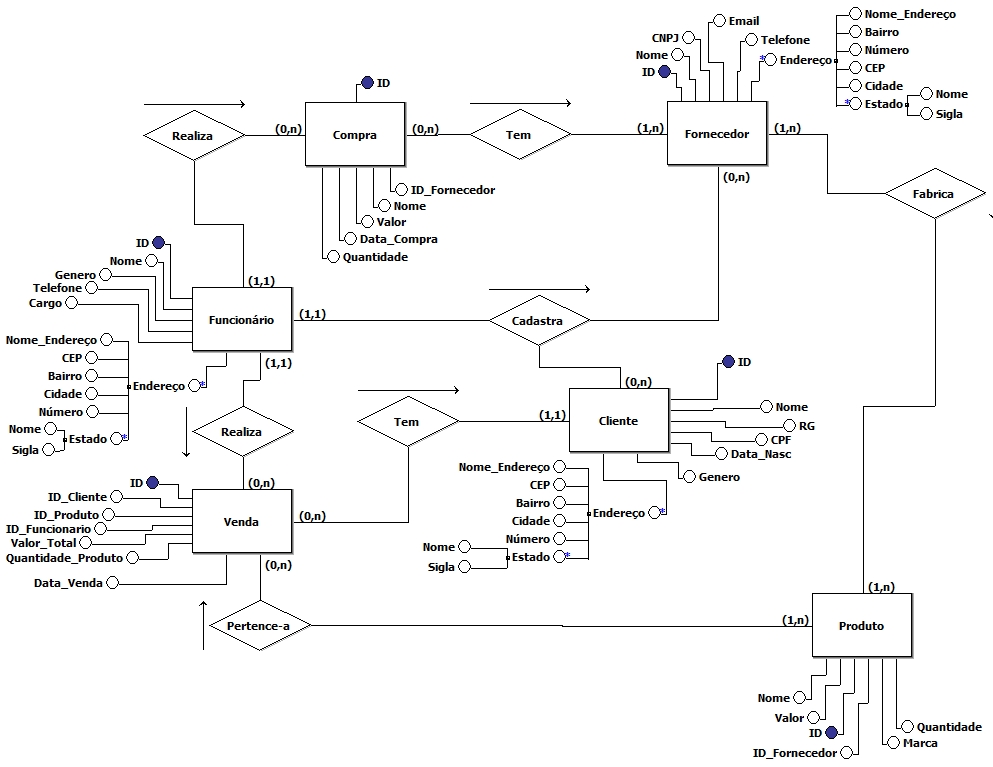 Nome_Endereço
Email
Bairro
CNPJ
Telefone
Número
Nome
Endereço
*
ID
CEP
Cidade
ID
Nome
* Estado
Sigla
Realiza
(0,n)
Compra
(0,n)
Tem
(1,n)
Fornecedor
(1,n)
(0,n)
Fabrica
ID_Fornecedor
Nome
Valor
Data_Compra
Quantidade
ID
Nome
Genero
Telefone
Cargo
(1,1)
Funcionário
(1,1)
(1,1)
Cadastra
Nome_Endereço
CEP
Bairro
Endereço *
Cidade
Número
Nome
Estado *
Sigla
Realiza
Tem
(1,1)
(0,n)
Cliente
ID
Nome
RG
CPF
Data_Nasc
Genero
Nome_Endereço
CEP
Bairro
Endereço *
Cidade
Número
Nome
Estado *
Sigla
ID
(0,n)
ID_Cliente
ID_Produto
ID_Funcionario
Valor_Total
Quantidade_Produto
Data_Venda
Venda
(0,n)
(0,n)
Pertence-a
(1,n)
(1,n)
Produto
Nome
Valor
ID
ID_Fornecedor
Quantidade
Marca